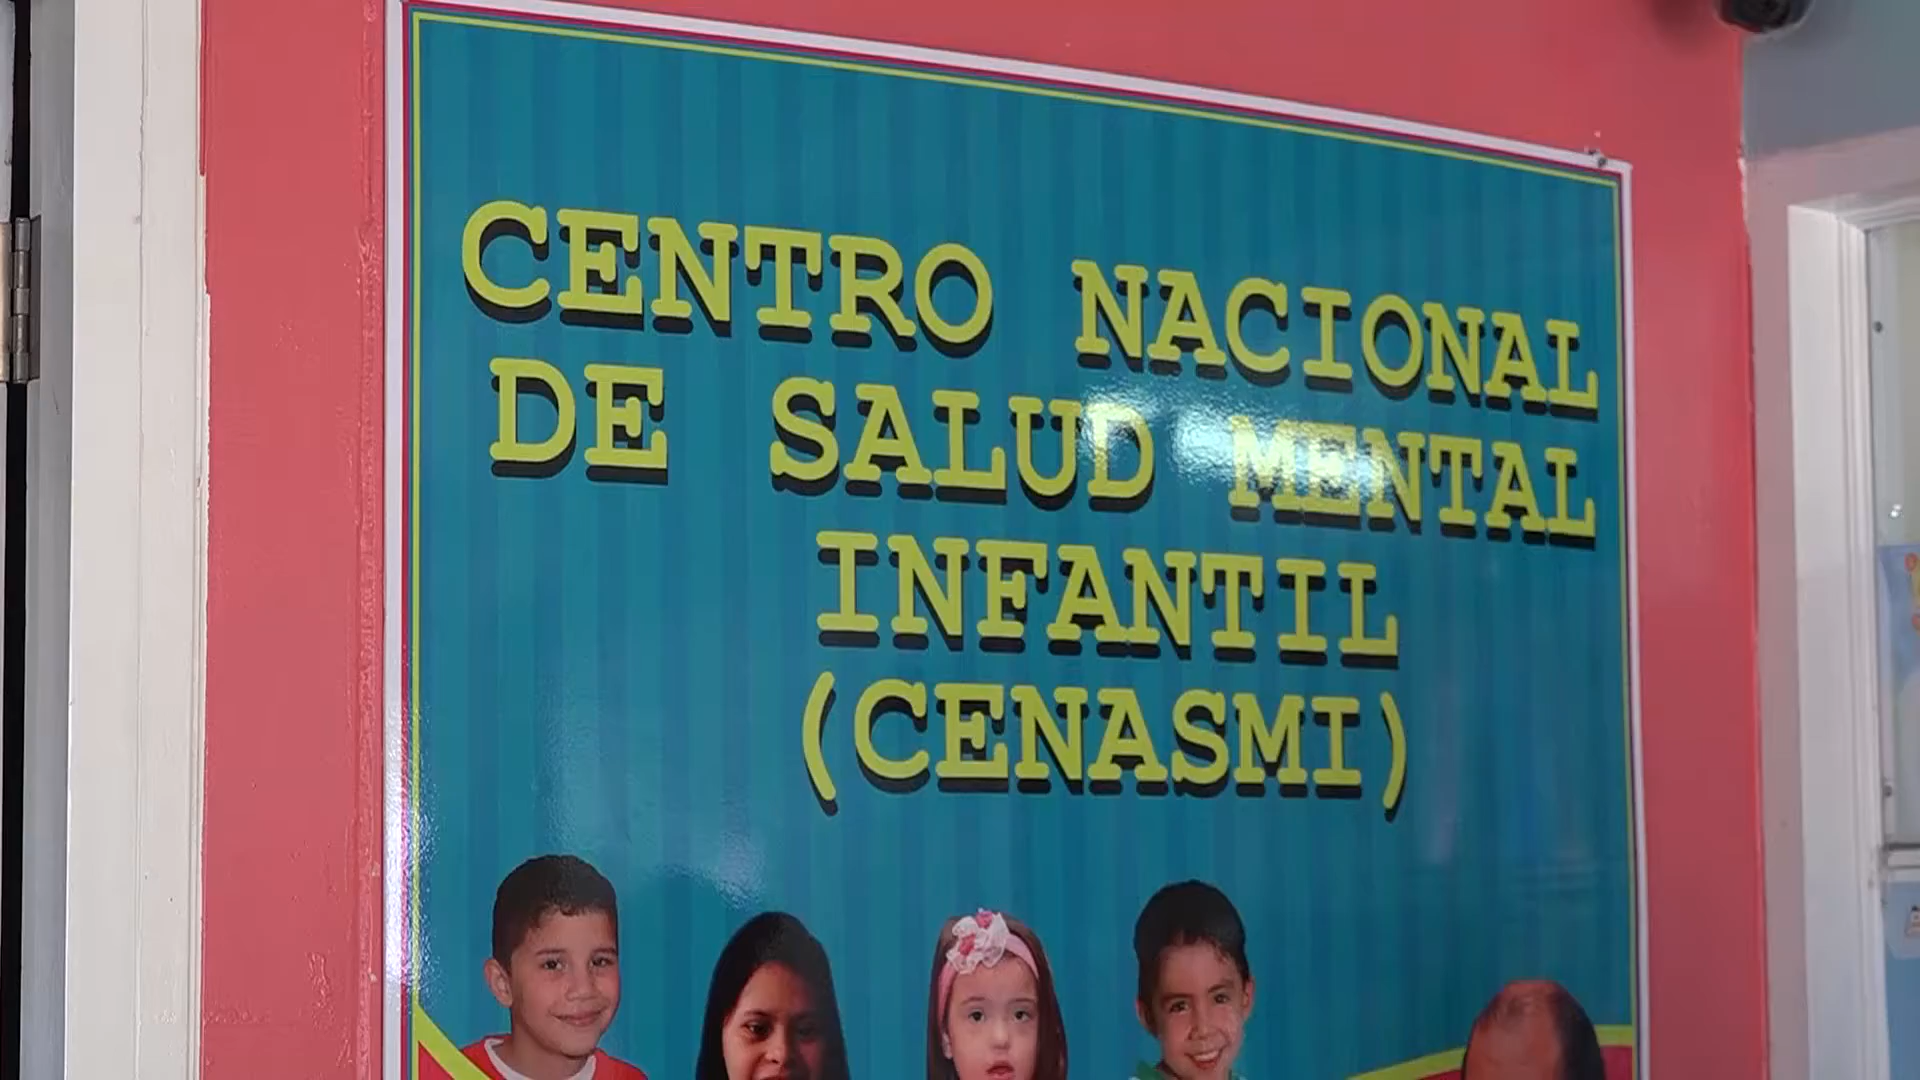 CENTRO NACIONAL
DE SALUD MENTAL
INFANTIL
(CENASMI)